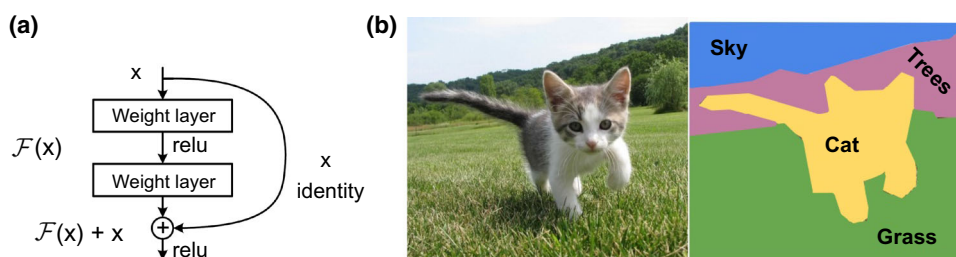 (a)
x
Weight layer
relu
F(x)
Weight layer
x
identity
F(x) + x
+
relu
(b)
Sky
Trees
Cat
Grass